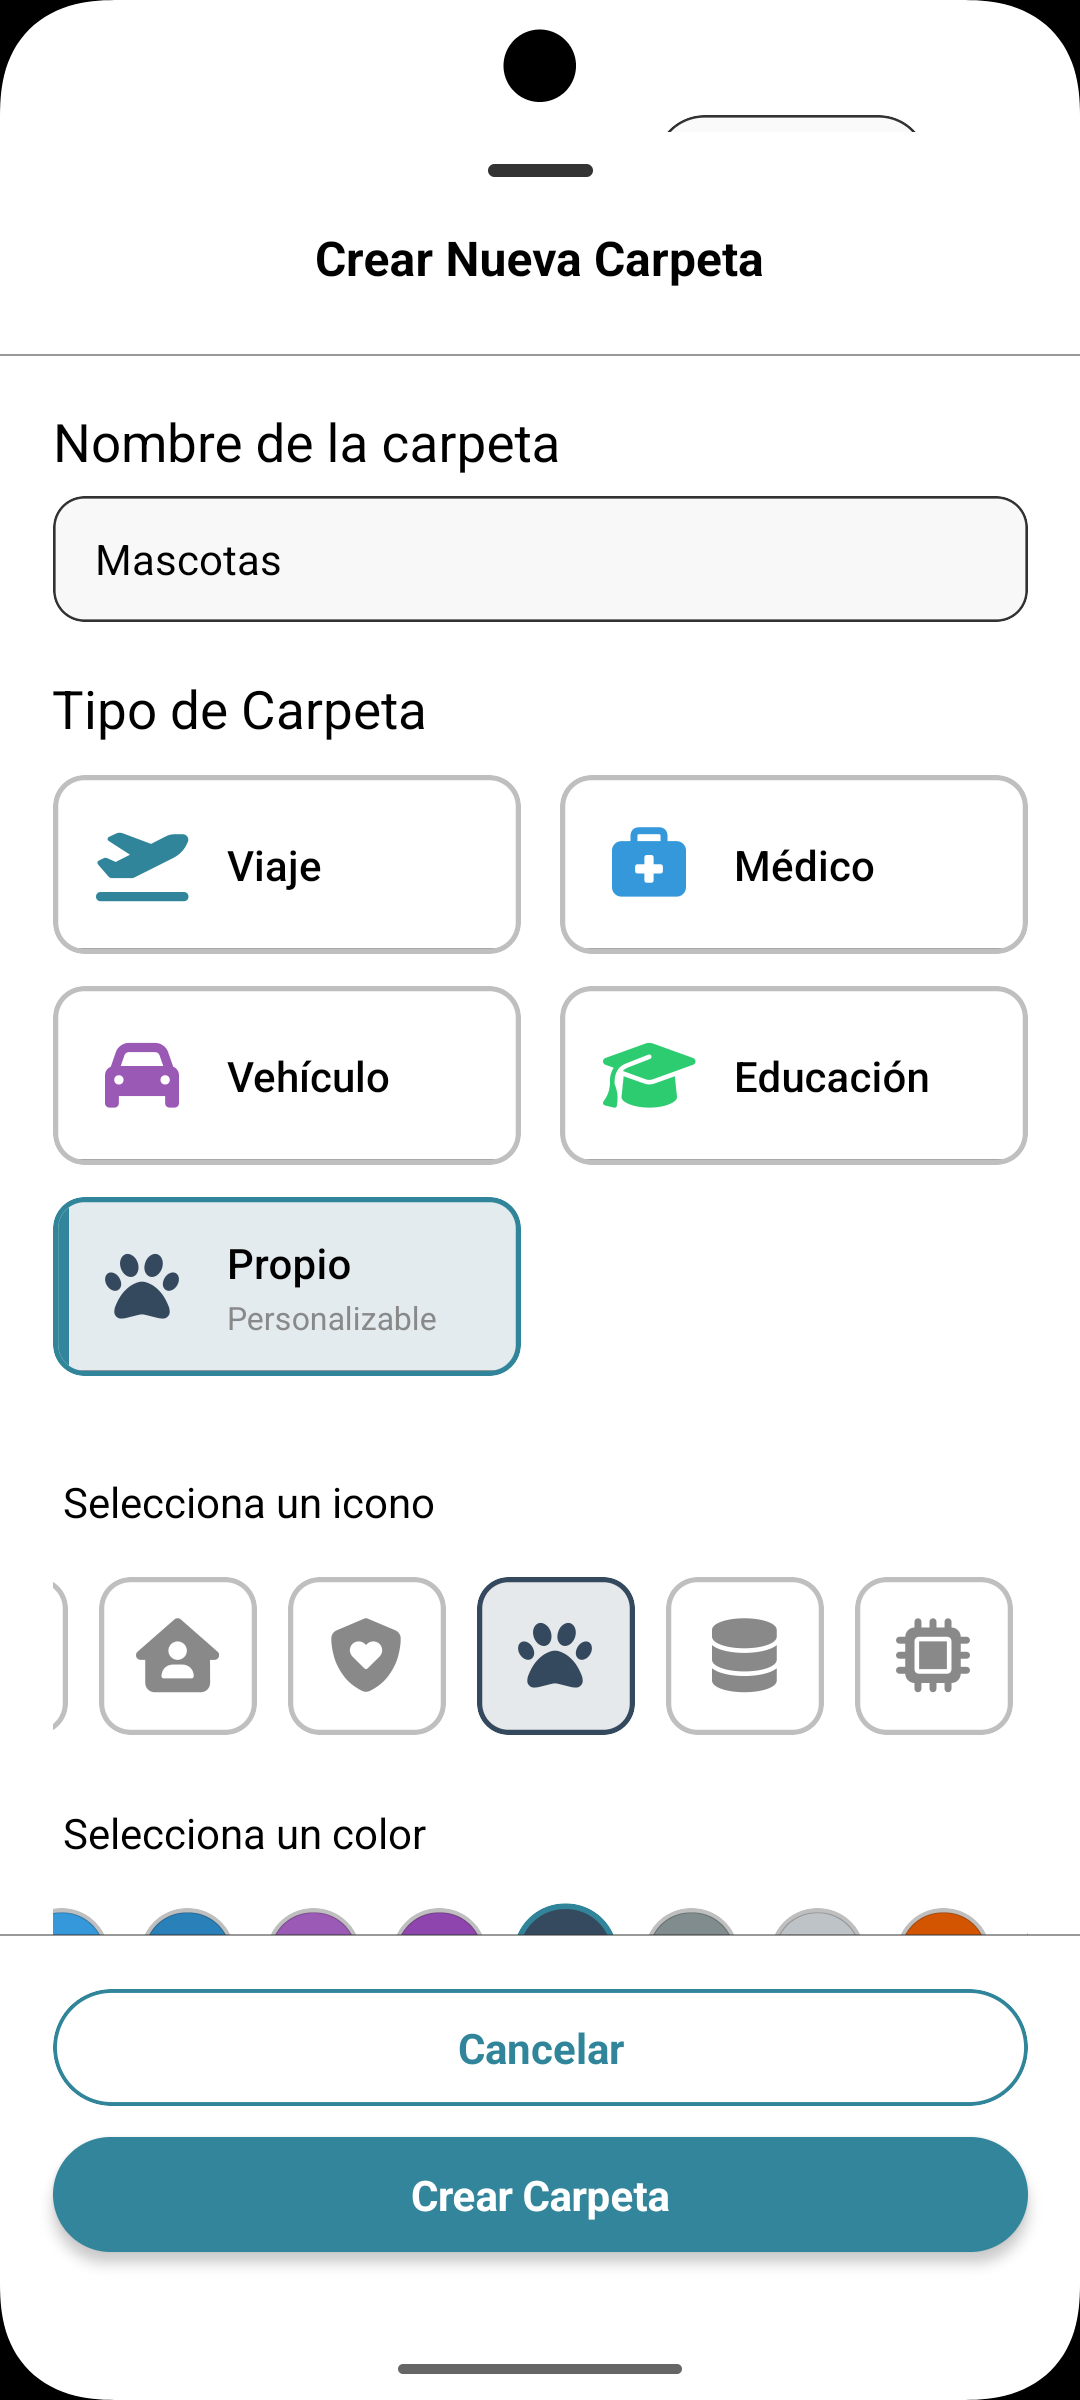 Crear Nueva Carpeta
Nombre de la carpeta
Mascotas
Tipo de Carpeta
Viaje
Médico
Vehículo
Educación
Propio
Personalizable
Selecciona un icono
Selecciona un color
Cancelar
Crear Carpeta